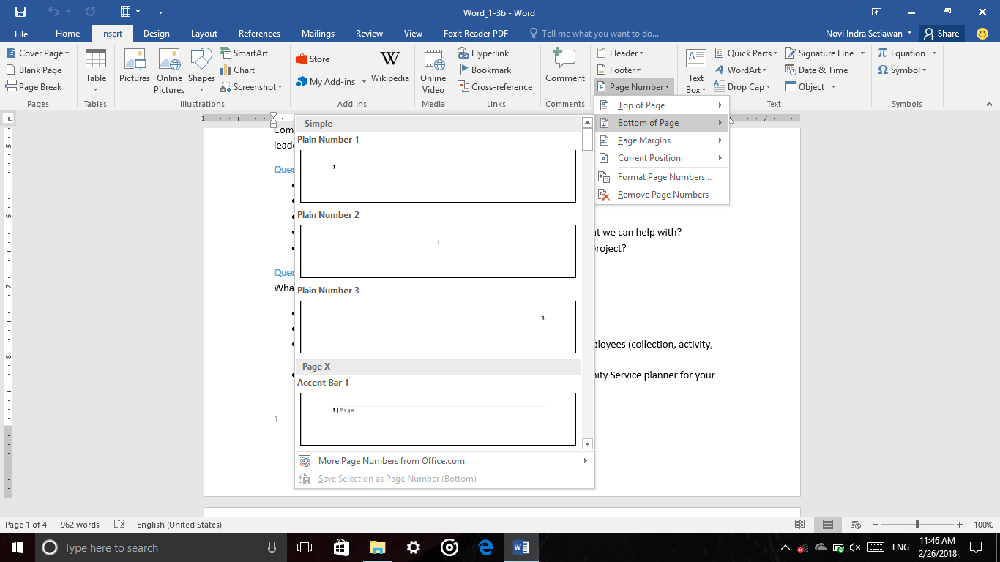 Word_1-3b - Word
File Home Insert Design Layout References Mailings Review View Foxit Reader PDF Tell me what you want to do... Novi Indra Setiawan Share
Cover Page
Blank Page
Page Break
Pages
Table
Tables
Pictures
Online
Pictures
Shapes
SmartArt
Chart
Screenshot
Illustrations
Store
My Add-ins
Wikipedia
Add-ins
Online
Video
Media
Hyperlink
Bookmark
Cross-reference
Links
Comment
Comments
Header
Footer
Page Number
Text
Box
Quick Parts
WordArt
Drop Cap
Signature Line
Date & Time
Object
Text
Equation
Symbol
Symbols
Top of Page
Bottom of Page
Page Margins
Current Position
Format Page Numbers...
Remove Page Numbers
L
1
7
5
6
7
8
Com
leade
Ques
t we can help with?
project?
Ques
Wha
ployees (collection, activity,
nity Service planner for your
1
Simple
Plain Number 1
1
Plain Number 2
1
Plain Number 3
1
Page X
Accent Bar 1
1 | Page
More Page Numbers from Office.com
Save Selection as Page Number (Bottom)
Page 1 of 4 962 words English (United States) 100%
Type here to search
W
ENG
11:46 AM
2/26/2018